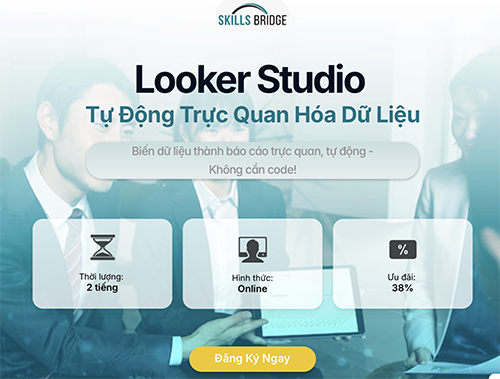 SKILLS BRIDGE
Looker Studio
Tự Động Trực Quan Hóa Dữ Liệu
Biến dữ liệu thành báo cáo trực quan, tự động -
Không cần code!
Thời lượng:
2 tiếng
Hình thức:
Online
%
Ưu đãi:
38%
Đăng Ký Ngay